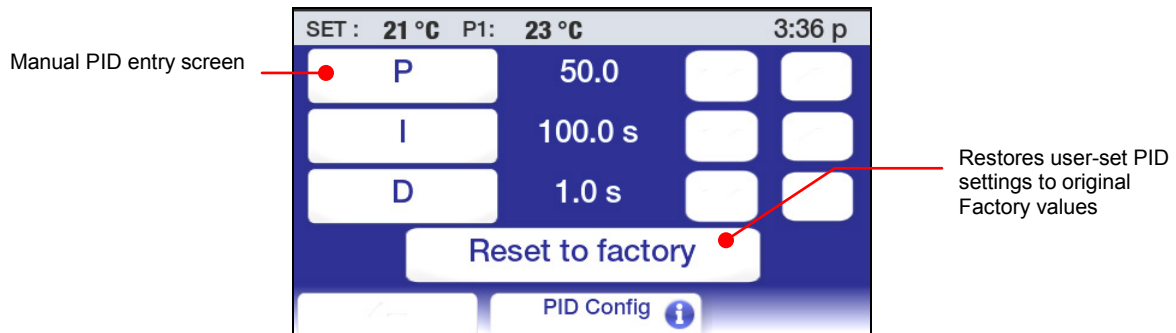 SET : 21 °C P1: 23 °C 3:36 p
Manual PID entry screen
P 50.0
I 100.0 s
D 1.0 s
Restores user-set PID
settings to original
Factory values
Reset to factory
PID Config i